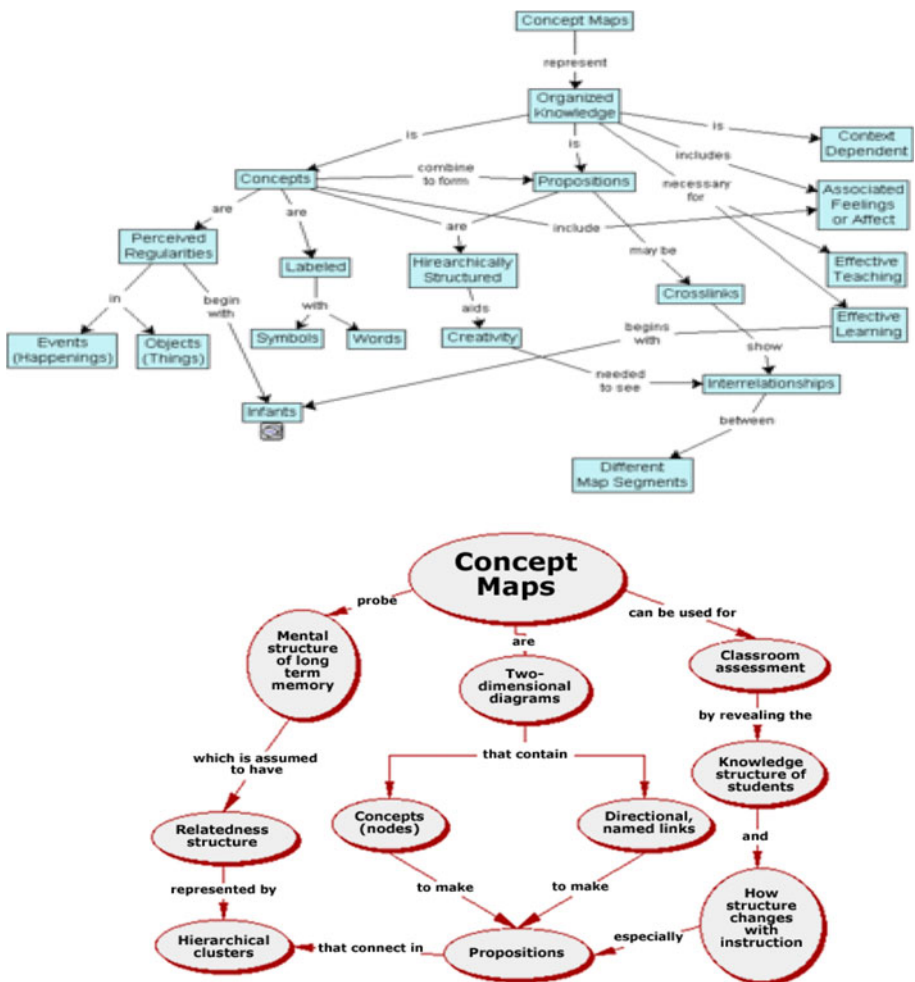 Concept Maps
represent
Organized
Knowledge
is
is
is
Context
Dependent
includes
combine
to form
Concepts
Propositions
necessary
for
Associated
Feelings
or Affect
are
are
are
include
Perceived
Regularities
Labeled
Hirearchically
Structured
may be
Effective
Teaching
Crosslinks
in
begin
with
with
aids
begins
with
Effective
Learning
Events
(Happenings)
Objects
(Things)
Symbols
Words
Creativity
show
needed
to see
Interrelationships
Infants
between
Different
Map Segments
Concept
Maps
probe
can be used for
are
Mental
structure
of long
term
memory
Two-
dimensional
diagrams
Classroom
assessment
by revealing the
which is assumed
to have
that contain
Knowledge
structure of
students
Relatedness
structure
Concepts
(nodes)
Directional,
named links
and
represented by
to make
to make
How
structure
changes
with
instruction
Hierarchical
clusters
that connect in
Propositions
especially